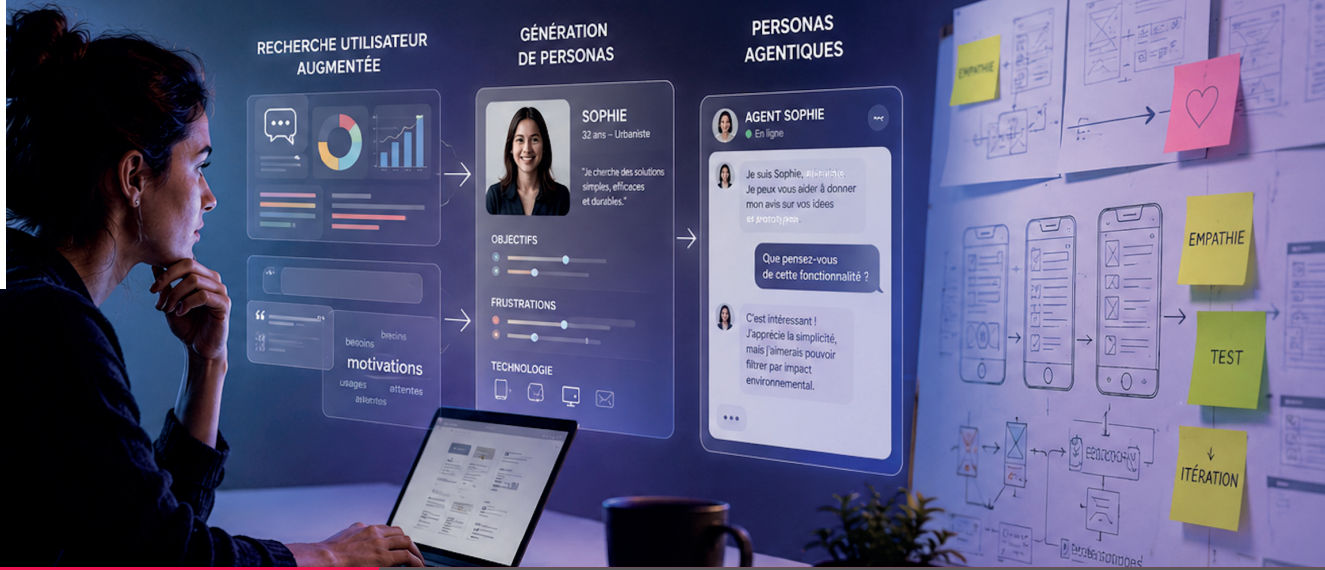 RECHERCHE UTILISATEUR
AUGMENTÉE
besoins
besoins
motivations
usages
attentes
GÉNÉRATION
DE PERSONAS
SOPHIE
32 ans – Urbaniste
"Je cherche des solutions
simples, efficaces
et durables."
OBJECTIFS
FRUSTRATIONS
TECHNOLOGIE
PERSONAS
AGENTIQUES
AGENT SOPHIE
En ligne
Je suis Sophie,
Je peux vous aider à donner
mon avis sur vos idées
Que pensez-vous
de cette fonctionnalité ?
C'est intéressant !
J'apprécie la simplicité,
mais j'aimerais pouvoir
filtrer par impact
environnemental.
EMPATHIE
EMPATHIE
TEST
ITÉRATION